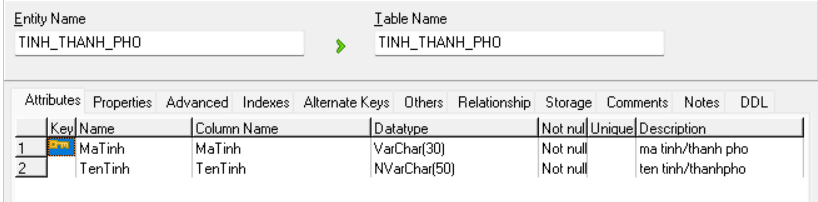 Entity Name Table Name
TINH_THANH_PHO TINH_THANH_PHO
Attributes Properties Advanced Indexes Alternate Keys Others Relationship Storage Comments Notes DDL
Key Name Column Name Datatype Not nul Unique Description
1 MaTinh MaTinh VarChar(30) Not null ma tinh/thanh pho
2 TenTinh TenTinh NVarChar(50) Not null ten tinh/thanhpho